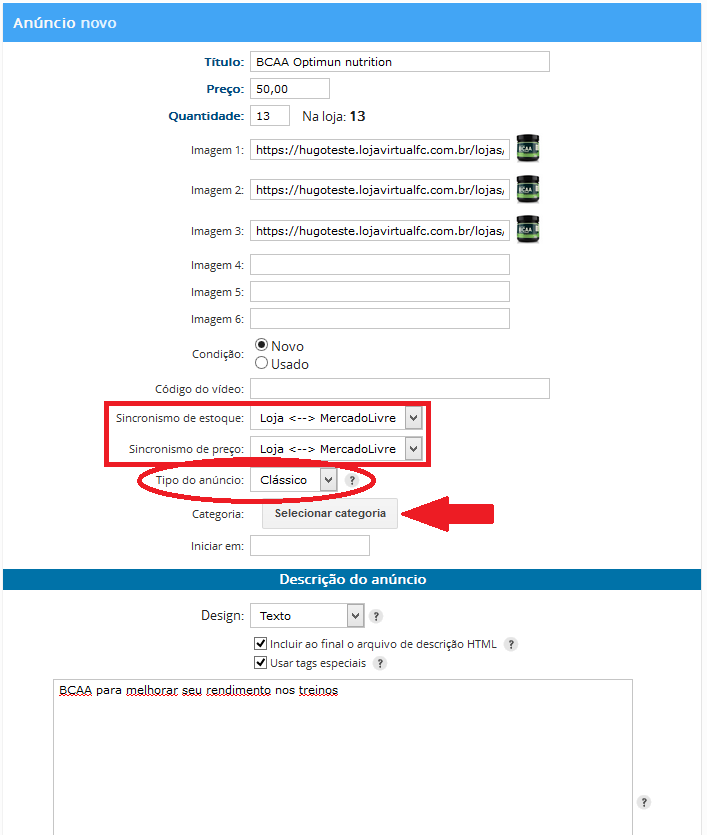 Anúncio novo
Título: BCAA Optimun nutrition
Preço: 50,00
Quantidade: 13 Na loja: 13
Imagem 1: https://hugoteste.lojavirtualfc.com.br/lojas/ BCAA
Imagem 2: https://hugoteste.lojavirtualfc.com.br/lojas/ BCAA
Imagem 3: https://hugoteste.lojavirtualfc.com.br/lojas/ BCAA
Imagem 4:
Imagem 5:
Imagem 6:
Condição: Novo
Usado
Código do vídeo:
Sincronismo de estoque: Loja <--> MercadoLivre
Sincronismo de preço: Loja <--> MercadoLivre
Tipo do anúncio: Clássico ?
Categoria: Selecionar categoria
Iniciar em:
Descrição do anúncio
Design: Texto ?
Incluir ao final o arquivo de descrição HTML ?
Usar tags especiais ?
BCAA para melhorar seu rendimento nos treinos
?